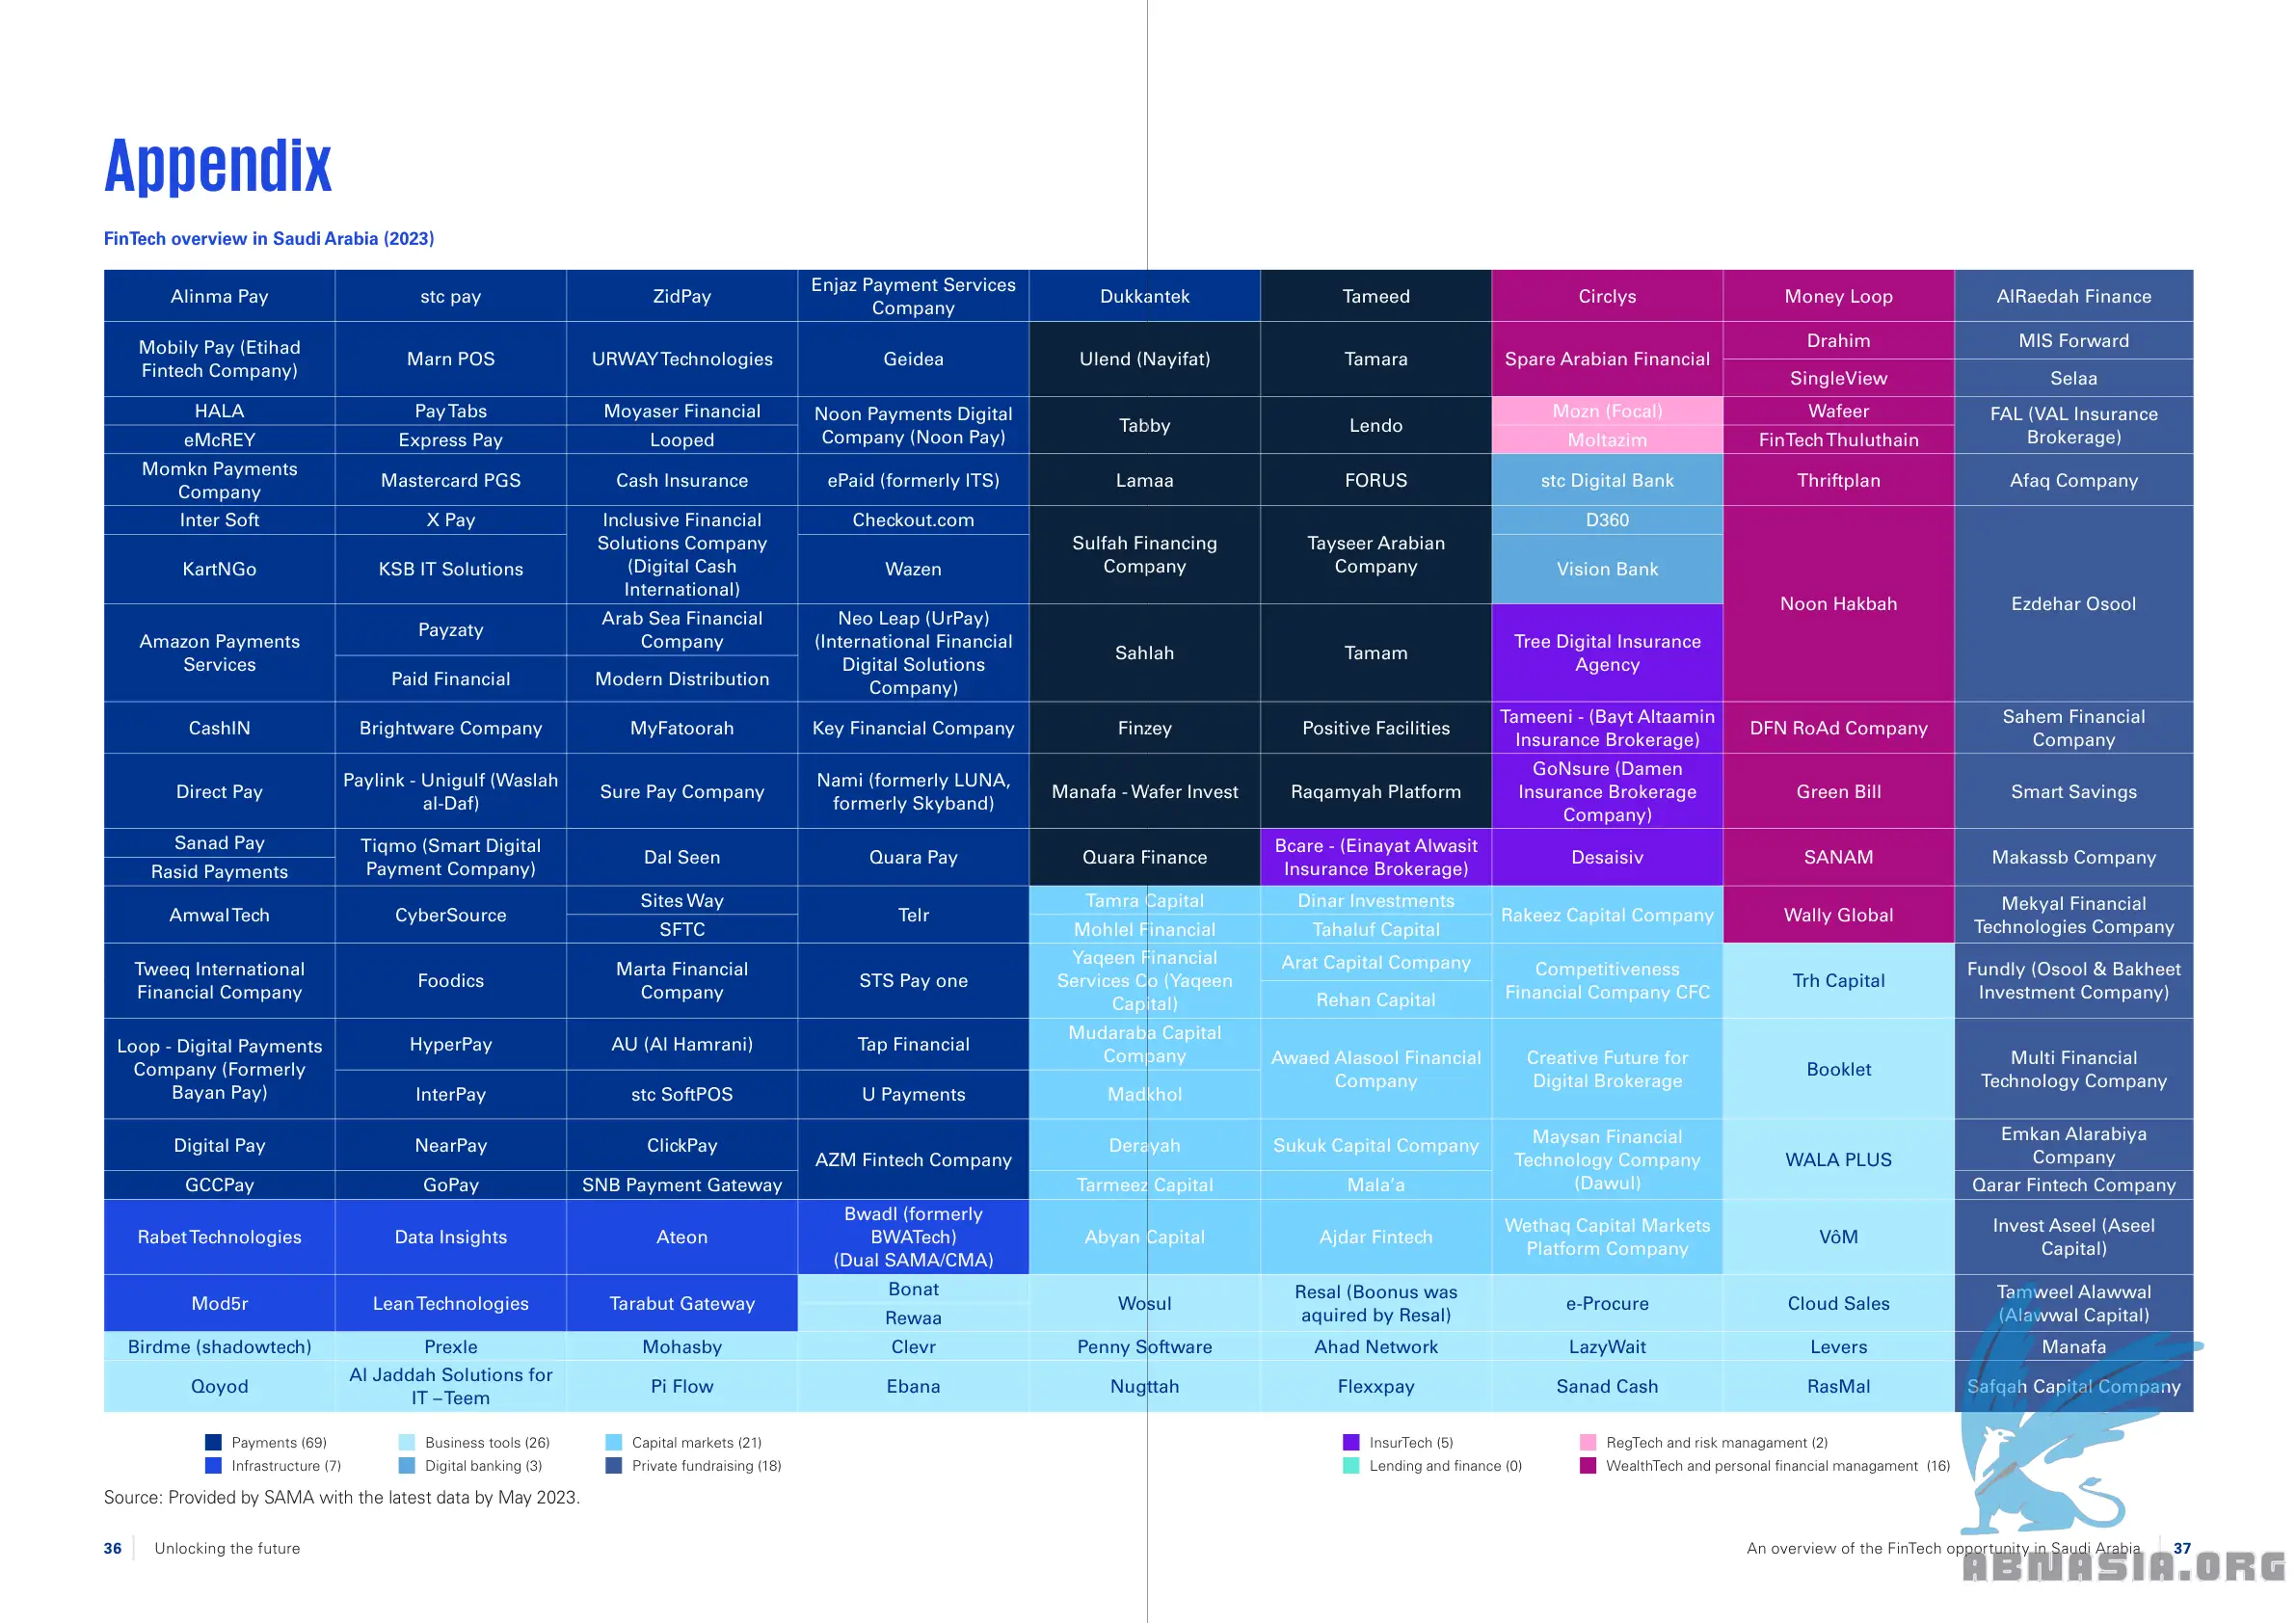 Appendix
FinTech overview in Saudi Arabia (2023)
Alinma Pay
stc pay
ZidPay
Enjaz Payment Services
Company
Dukkantek
Tameed
Circlys
Money Loop
AlRaedah Finance
Mobily Pay (Etihad
Fintech Company)
Marn POS
URWAY Technologies
Geidea
Ulend (Nayifat)
Tamara
Spare Arabian Financial
Drahim
SingleView
MIS Forward
Selaa
HALA
eMcREY
Pay Tabs
Express Pay
Moyaser Financial
Looped
Noon Payments Digital
Company (Noon Pay)
Tabby
Lendo
Mozn (Focal)
Moltazim
Wafeer
FinTech Thuluthain
FAL (VAL Insurance
Brokerage)
Momkn Payments
Company
Mastercard PGS
Cash Insurance
ePaid (formerly ITS)
Lamaa
FORUS
stc Digital Bank
Thriftplan
Afaq Company
Inter Soft
KartNGo
X Pay
KSB IT Solutions
Inclusive Financial
Solutions Company
(Digital Cash
International)
Checkout.com
Wazen
Sulfah Financing
Company
Tayseer Arabian
Company
D360
Vision Bank
Noon Hakbah
Ezdehar Osool
Amazon Payments
Services
Payzaty
Paid Financial
Arab Sea Financial
Company
Modern Distribution
Neo Leap (UrPay)
(International Financial
Digital Solutions
Company)
Sahlah
Tamam
Tree Digital Insurance
Agency
CashIN
Brightware Company
MyFatoorah
Key Financial Company
Finzey
Positive Facilities
Tameeni - (Bayt Altaamin
Insurance Brokerage)
DFN RoAd Company
Sahem Financial
Company
Direct Pay
Paylink - Unigulf (Waslah
al-Daf)
Sure Pay Company
Nami (formerly LUNA,
formerly Skyband)
Manafa - Wafer Invest
Raqamyah Platform
GoNsure (Damen
Insurance Brokerage
Company)
Green Bill
Smart Savings
Sanad Pay
Rasid Payments
Tiqmo (Smart Digital
Payment Company)
Dal Seen
Quara Pay
Quara Finance
Bcare - (Einayat Alwasit
Insurance Brokerage)
Desaisiv
SANAM
Makassb Company
Amwal Tech
CyberSource
Sites Way
SFTC
Telr
Tamra Capital
Mohlel Financial
Dinar Investments
Tahaluf Capital
Rakeez Capital Company
Wally Global
Mekyal Financial
Technologies Company
Tweeq International
Financial Company
Foodics
Marta Financial
Company
STS Pay one
Yaqeen Financial
Services Co (Yaqeen
Capital)
Arat Capital Company
Rehan Capital
Competitiveness
Financial Company CFC
Trh Capital
Fundly (Osool & Bakheet
Investment Company)
Loop - Digital Payments
Company (Formerly
Bayan Pay)
HyperPay
InterPay
AU (Al Hamrani)
stc SoftPOS
Tap Financial
U Payments
Mudaraba Capital
Company
Madkhol
Awaed Alasool Financial
Company
Creative Future for
Digital Brokerage
Booklet
Multi Financial
Technology Company
Digital Pay
GCCPay
NearPay
GoPay
ClickPay
SNB Payment Gateway
AZM Fintech Company
Derayah
Tarmeez Capital
Sukuk Capital Company
Mala'a
Maysan Financial
Technology Company
(Dawul)
WALA PLUS
Emkan Alarabiya
Company
Qarar Fintech Company
Rabet Technologies
Data Insights
Ateon
Bwadl (formerly
BWATech)
(Dual SAMA/CMA)
Abyan Capital
Ajdar Fintech
Wethaq Capital Markets
Platform Company
VôM
Invest Aseel (Aseel
Capital)
Mod5r
Lean Technologies
Tarabut Gateway
Bonat
Rewaa
Wosul
Resal (Boonus was
aquired by Resal)
e-Procure
Cloud Sales
Tamweel Alawwal
(Alawwal Capital)
Birdme (shadowtech)
Prexle
Mohasby
Clevr
Penny Software
Ahad Network
LazyWait
Levers
Manafa
Qoyod
Al Jaddah Solutions for
IT – Teem
Pi Flow
Ebana
Nugttah
Flexxpay
Sanad Cash
RasMal
Safqah Capital Company
Payments (69)
Business tools (26)
Capital markets (21)
InsurTech (5)
RegTech and risk managament (2)
Infrastructure (7)
Digital banking (3)
Private fundraising (18)
Lending and finance (0)
WealthTech and personal financial managament (16)
Source: Provided by SAMA with the latest data by May 2023.
36
Unlocking the future
An overview of the FinTech opportunity in Saudi Arabia
37
ABNASIA.ORG